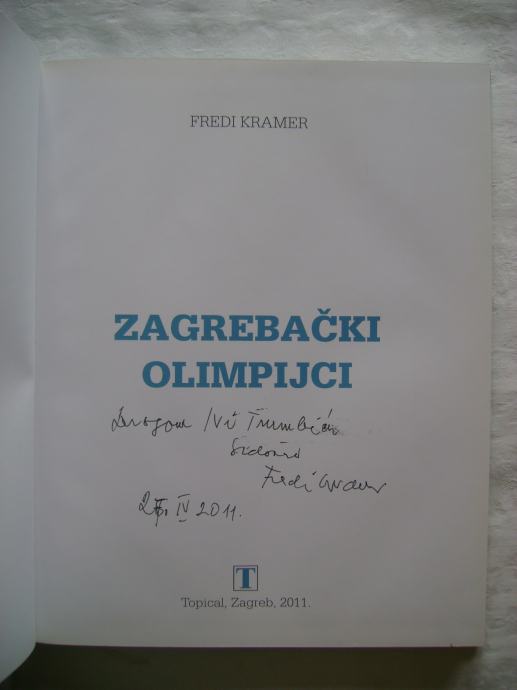 FREDI KRAMER
ZAGREBAČKI
OLIMPIJCI
Dragom Ivi Trumbiću
srdačno
Fredi Kramer
IV 2011.
T
Topical, Zagreb, 2011.